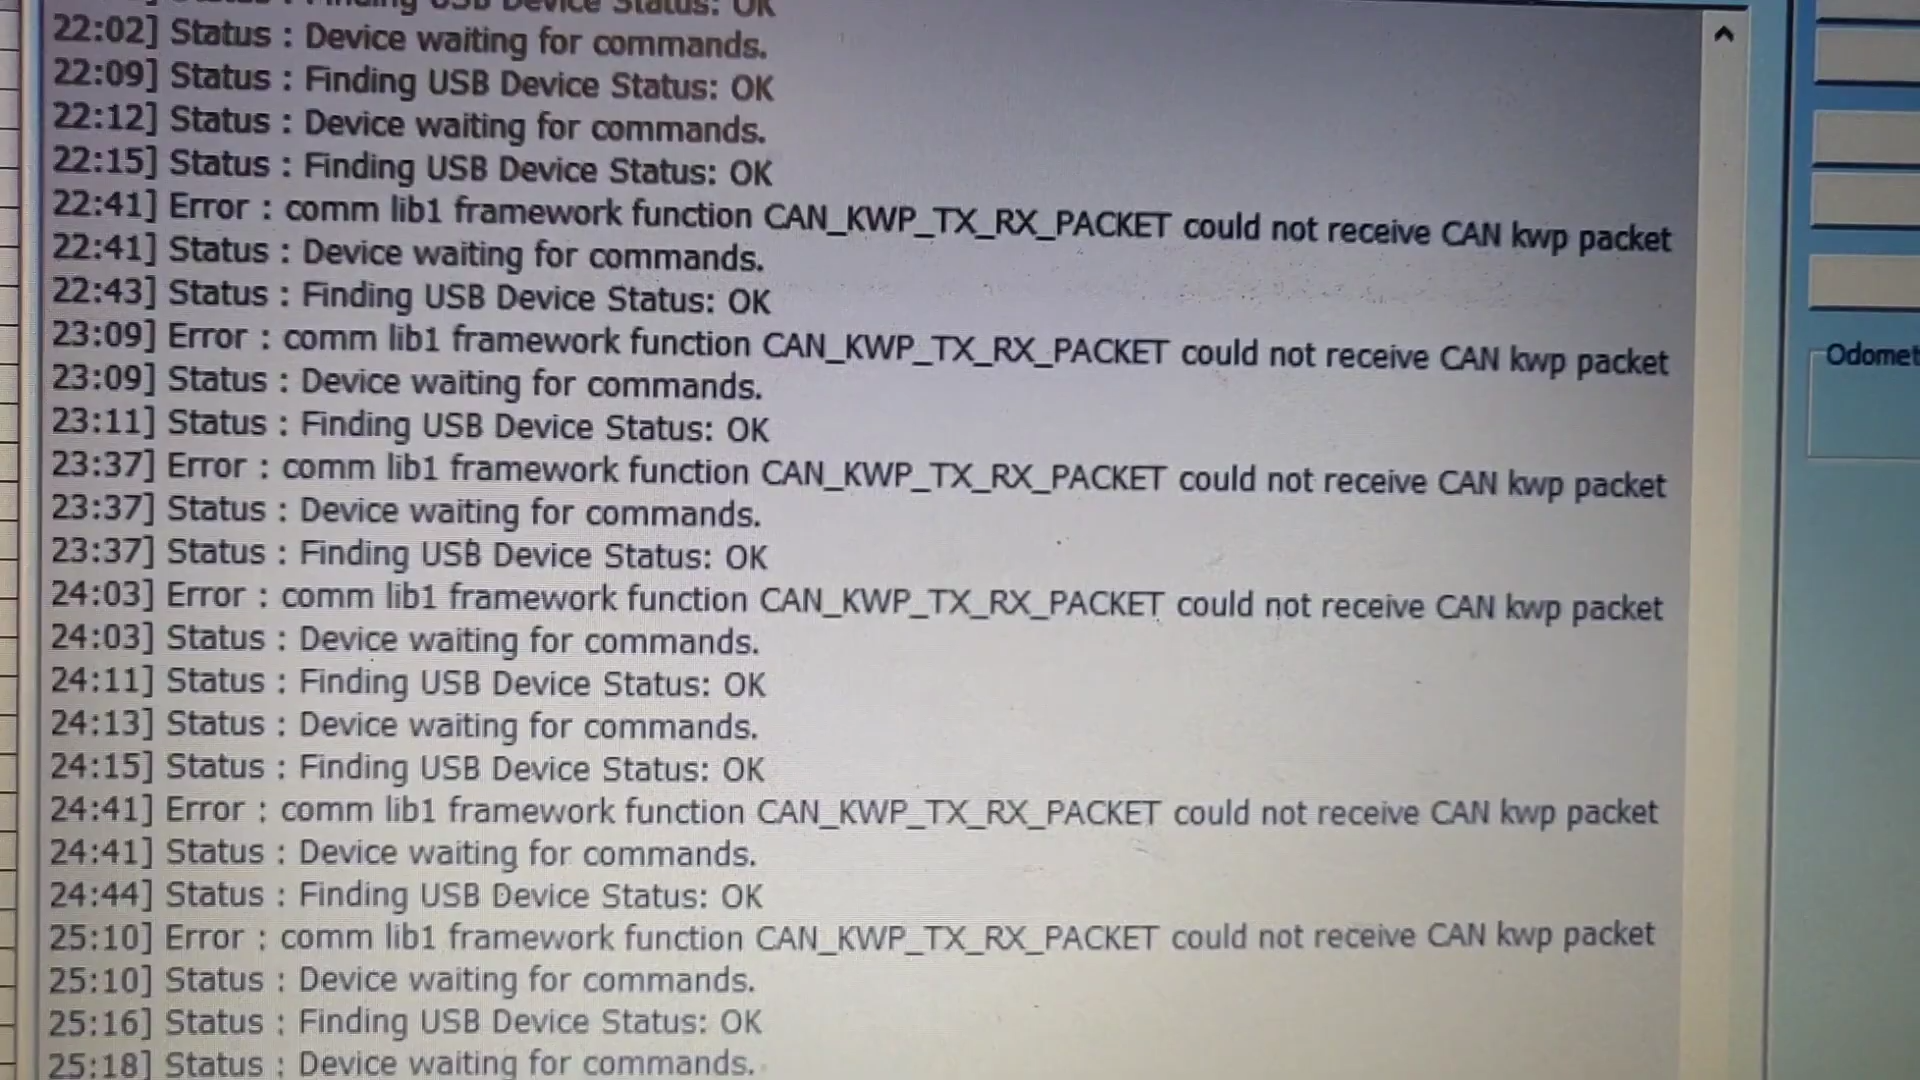 Status : Finding USB Device Status: OK
22:02] Status : Device waiting for commands.
22:09] Status : Finding USB Device Status: OK
22:12] Status : Device waiting for commands.
22:15] Status : Finding USB Device Status: OK
22:41] Error : comm lib1 framework function CAN_KWP_TX_RX_PACKET could not receive CAN kwp packet
22:41] Status : Device waiting for commands.
22:43] Status : Finding USB Device Status: OK
23:09] Error : comm lib1 framework function CAN_KWP_TX_RX_PACKET could not receive CAN kwp packet
23:09] Status : Device waiting for commands.
23:11] Status : Finding USB Device Status: OK
23:37] Error : comm lib1 framework function CAN_KWP_TX_RX_PACKET could not receive CAN kwp packet
23:37] Status : Device waiting for commands.
23:37] Status : Finding USB Device Status: OK
24:03] Error : comm lib1 framework function CAN_KWP_TX_RX_PACKET could not receive CAN kwp packet
24:03] Status : Device waiting for commands.
24:11] Status : Finding USB Device Status: OK
24:13] Status : Device waiting for commands.
24:15] Status : Finding USB Device Status: OK
24:41] Error : comm lib1 framework function CAN_KWP_TX_RX_PACKET could not receive CAN kwp packet
24:41] Status : Device waiting for commands.
24:44] Status : Finding USB Device Status: OK
25:10] Error : comm lib1 framework function CAN_KWP_TX_RX_PACKET could not receive CAN kwp packet
25:10] Status : Device waiting for commands.
25:16] Status : Finding USB Device Status: OK
25:18] Status : Device waiting for commands.
Odomet